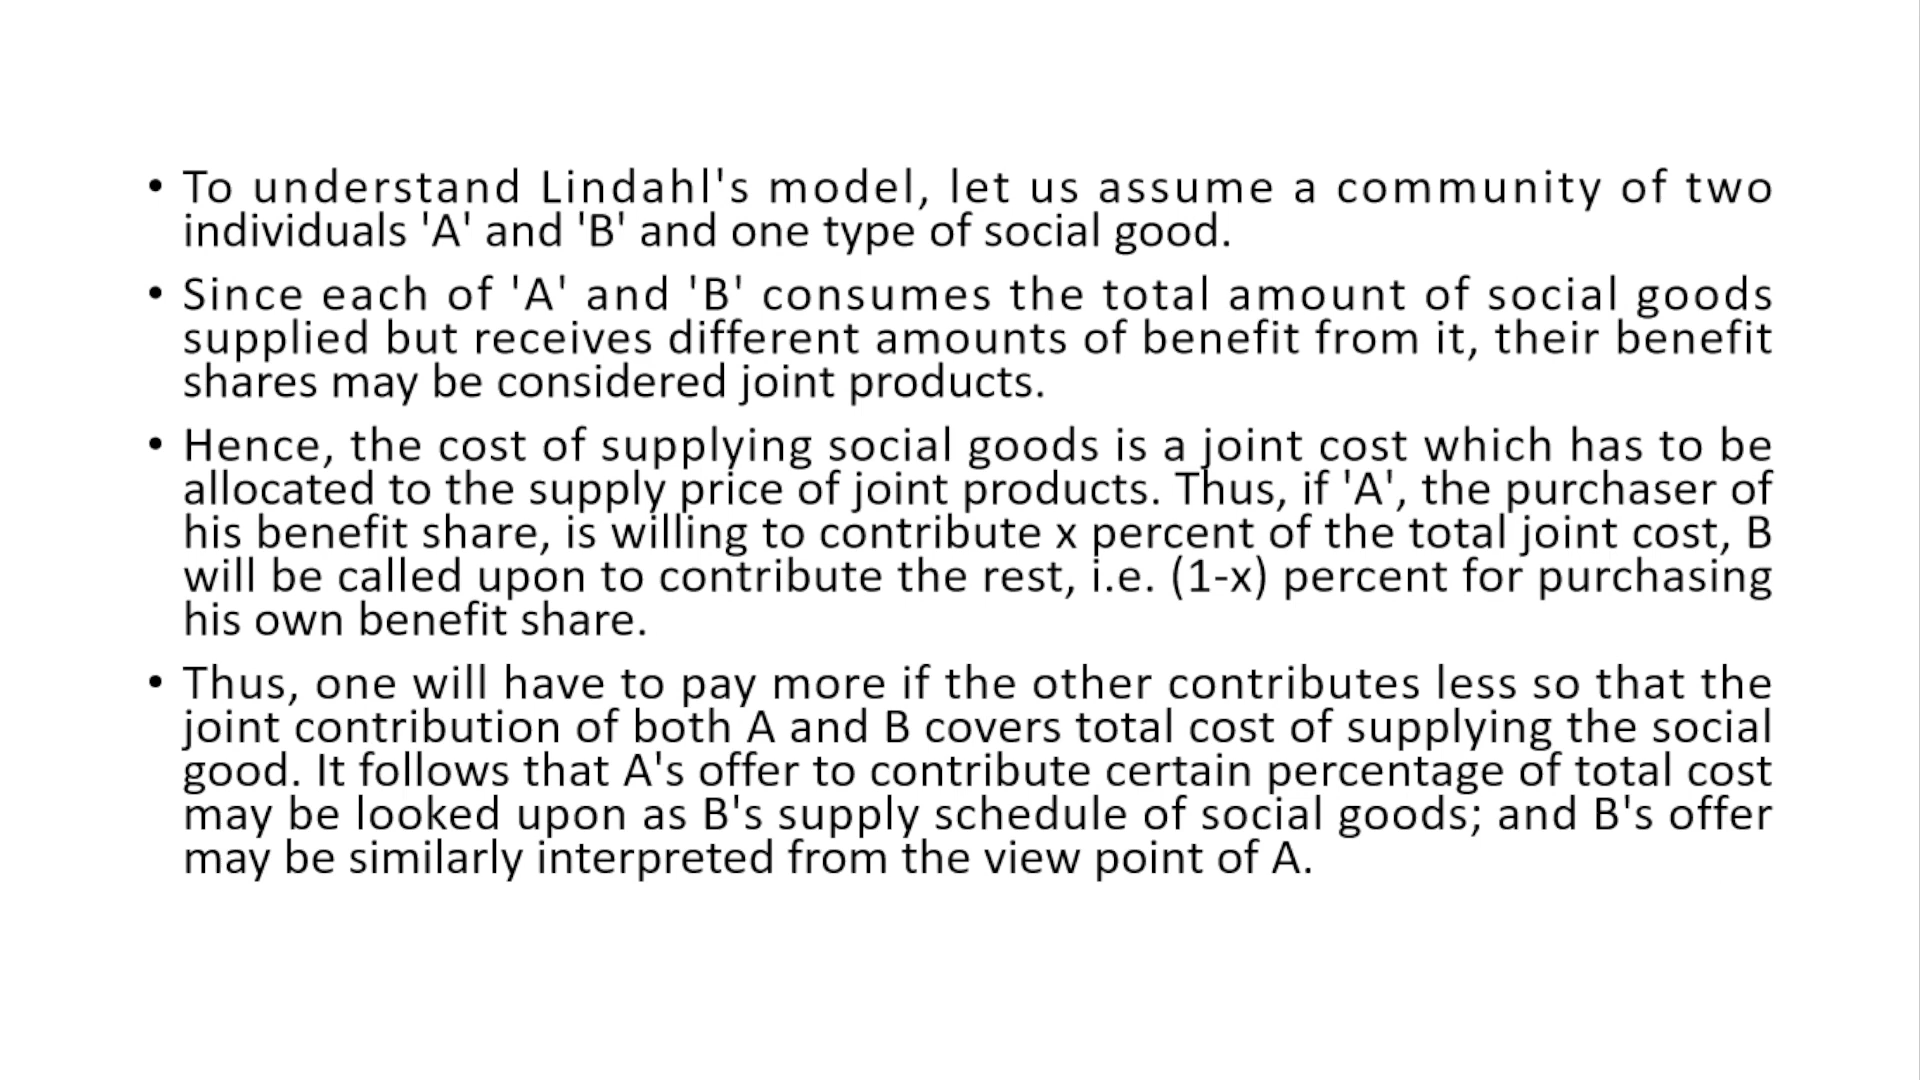 • To understand Lindahl's model, let us assume a community of two
individuals 'A' and 'B' and one type of social good.
• Since each of 'A' and 'B' consumes the total amount of social goods
supplied but receives different amounts of benefit from it, their benefit
shares may be considered joint products.
• Hence, the cost of supplying social goods is a joint cost which has to be
allocated to the supply price of joint products. Thus, if 'A', the purchaser of
his benefit share, is willing to contribute x percent of the total joint cost, B
will be called upon to contribute the rest, i.e. (1-x) percent for purchasing
his own benefit share.
• Thus, one will have to pay more if the other contributes less so that the
joint contribution of both A and B covers total cost of supplying the social
good. It follows that A's offer to contribute certain percentage of total cost
may be looked upon as B's supply schedule of social goods; and B's offer
may be similarly interpreted from the view point of A.